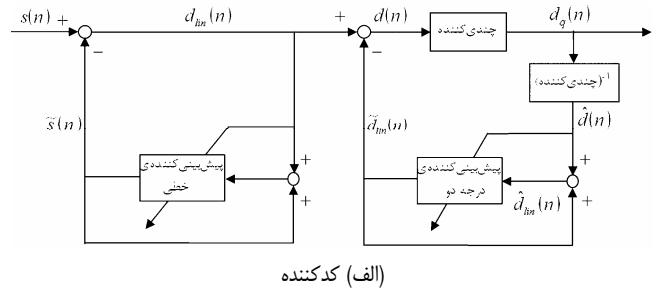 s(n) +
d_lin(n)
+
d(n)
چندی‌کننده
d_q(n)
−
−
(چندی‌کننده)⁻¹
s̃(n)
d̃_lin(n)
d̂(n)
+
+
پیش‌بینی‌کننده‌ی
خطی
پیش‌بینی‌کننده‌ی
درجه دو
d̂_lin(n)
+
+
(الف) کدکننده